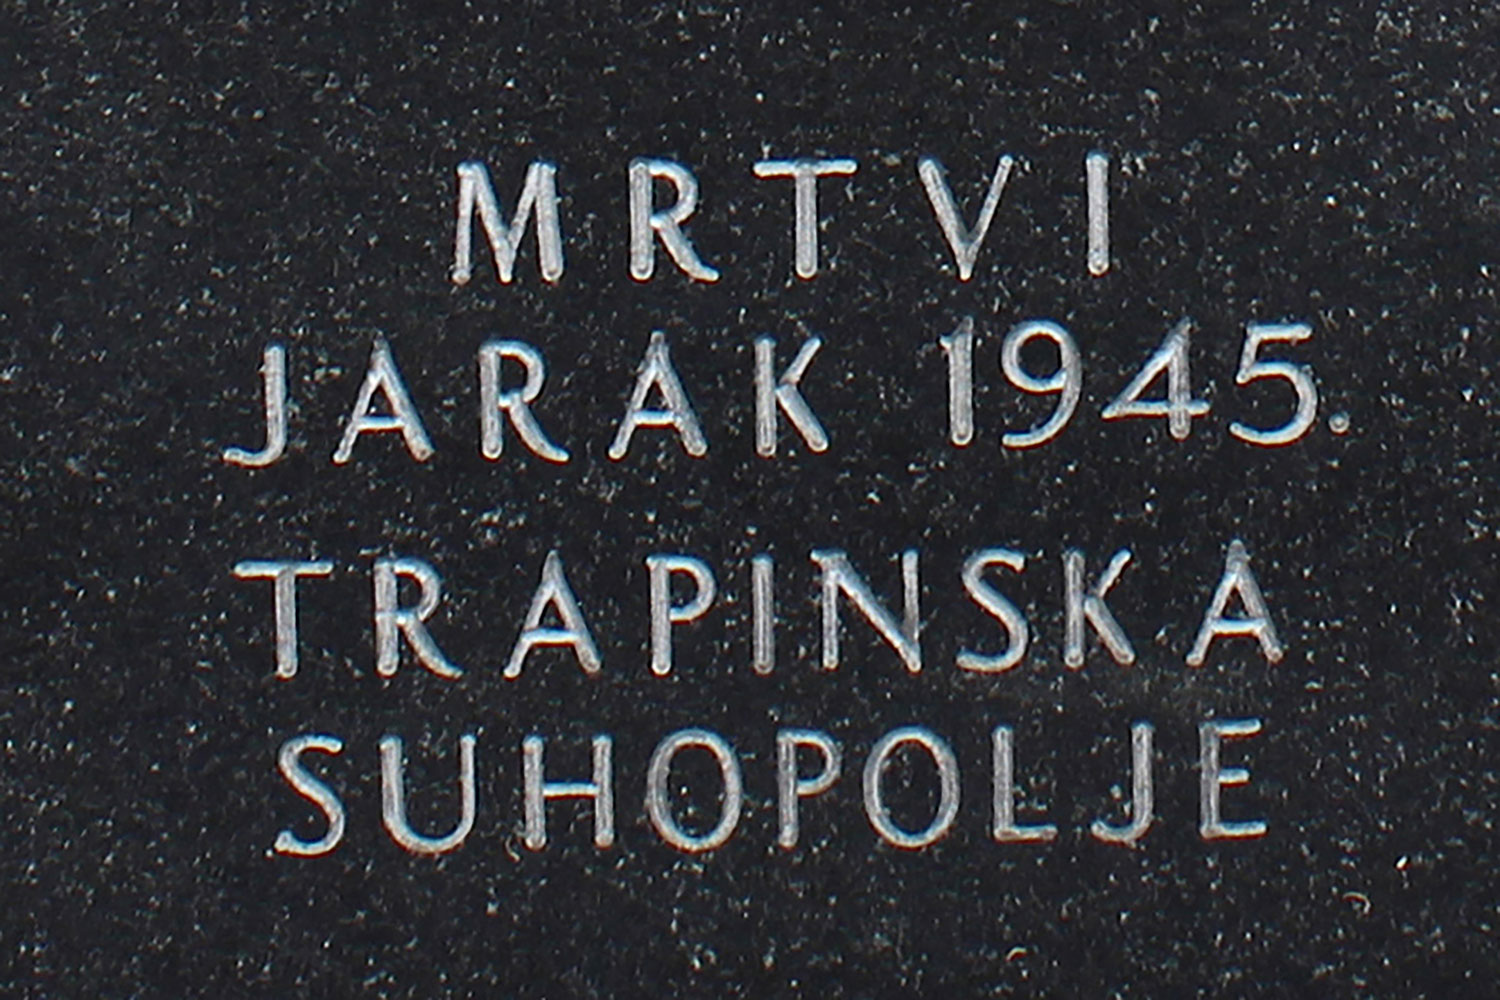 MRTVI
JARAK 1945.
TRAPINSKA
SUHOPOLJE